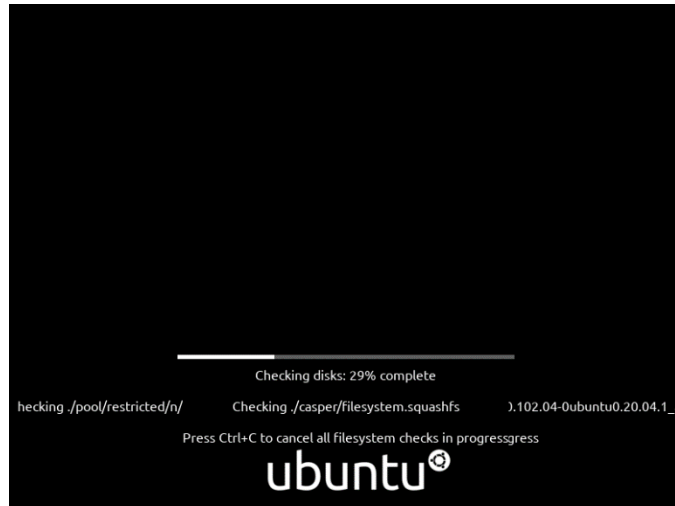 Checking disks: 29% complete
hecking ./pool/restricted/n/ Checking ./casper/filesystem.squashfs ).102.04-0ubuntu0.20.04.1_
Press Ctrl+C to cancel all filesystem checks in progressgress
ubuntu